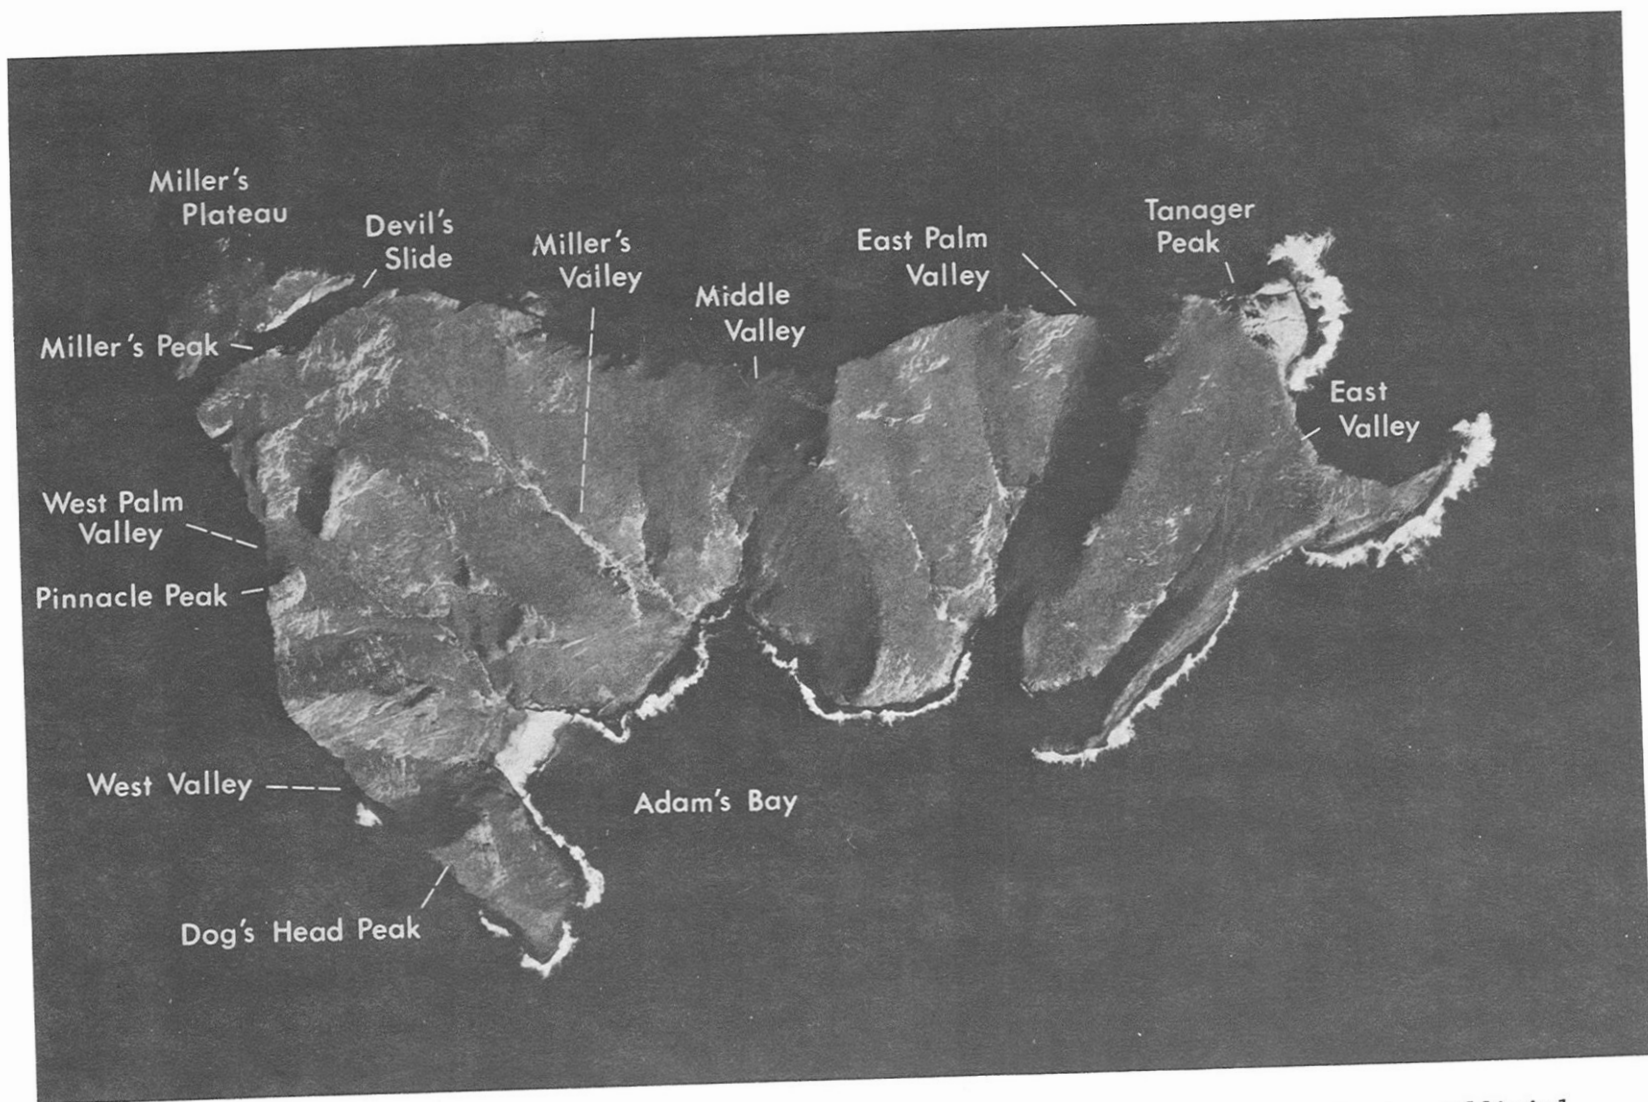 Miller's
Plateau
Devil's
Slide
Miller's
Valley
Middle
Valley
East Palm
Valley
Tanager
Peak
Miller's Peak
East
Valley
West Palm
Valley
Pinnacle Peak
West Valley
Adam's Bay
Dog's Head Peak